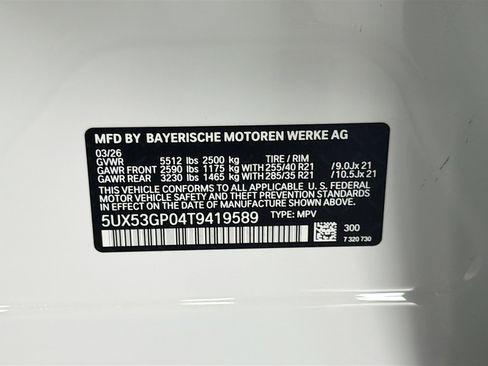 MFD BY BAYERISCHE MOTOREN WERKE AG
03/26
GVWR 5512 lbs 2500 kg TIRE / RIM
GAWR FRONT 2590 lbs 1175 kg 255/40 R21 /9.0Jx 21
GAWR REAR 3230 lbs 1465 kg 285/35 R21 /10.5Jx 21
THIS VEHICLE CONFORMS TO ALL APPLICABLE U.S. FEDERAL
MOTOR VEHICLE SAFETY, BUMPER, AND THEFT PREVENTION
STANDARDS IN EFFECT ON THE DATE OF MANUFACTURE SHOWN ABOVE.
5UX53GP04T9419589 TYPE: MPV
300
7 320 730